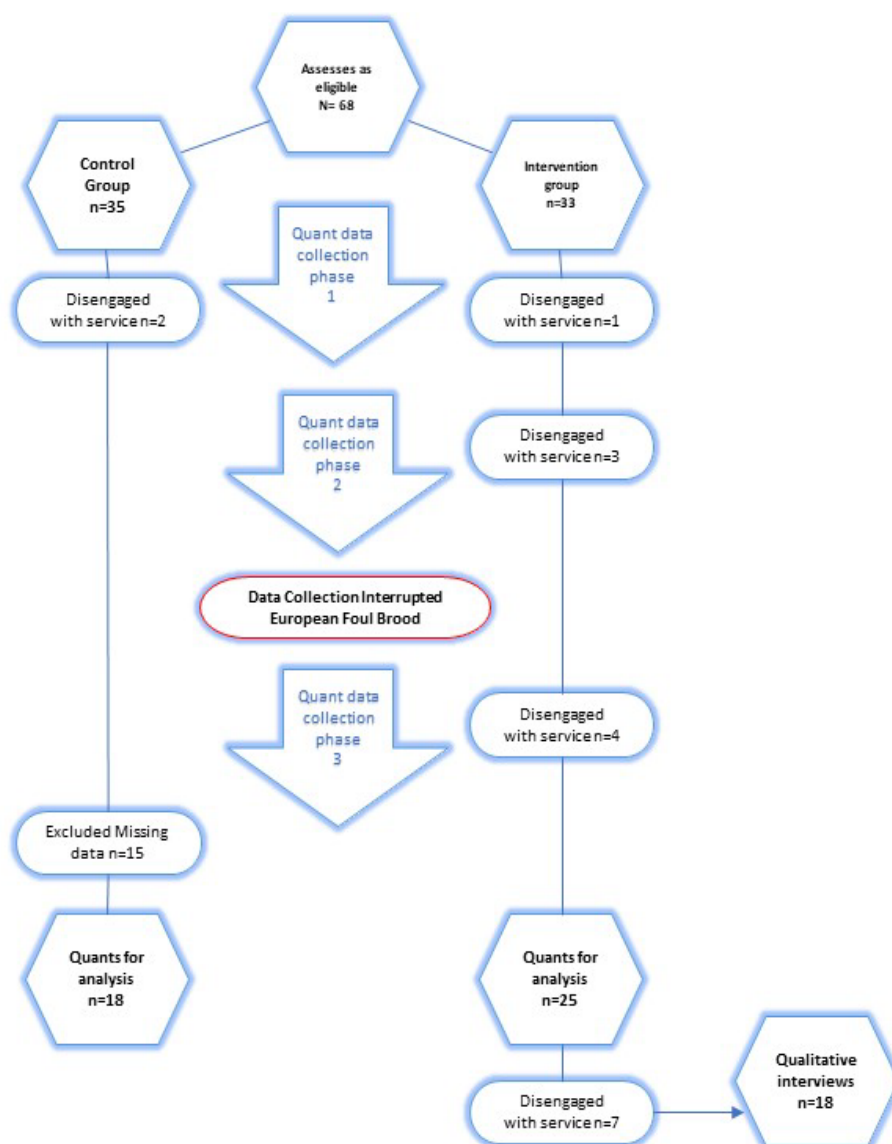 Assesses as
eligible
N= 68
Control
Group
n=35
Intervention
group
n=33
Quant data
collection
phase
1
Disengaged
with service n=2
Disengaged
with service n=1
Quant data
collection
phase
2
Disengaged
with service n=3
Data Collection Interrupted
European Foul Brood
Quant data
collection
phase
3
Disengaged
with service n=4
Excluded Missing
data n=15
Quants for
analysis
n=18
Quants for
analysis
n=25
Qualitative
interviews
n=18
Disengaged
with service n=7